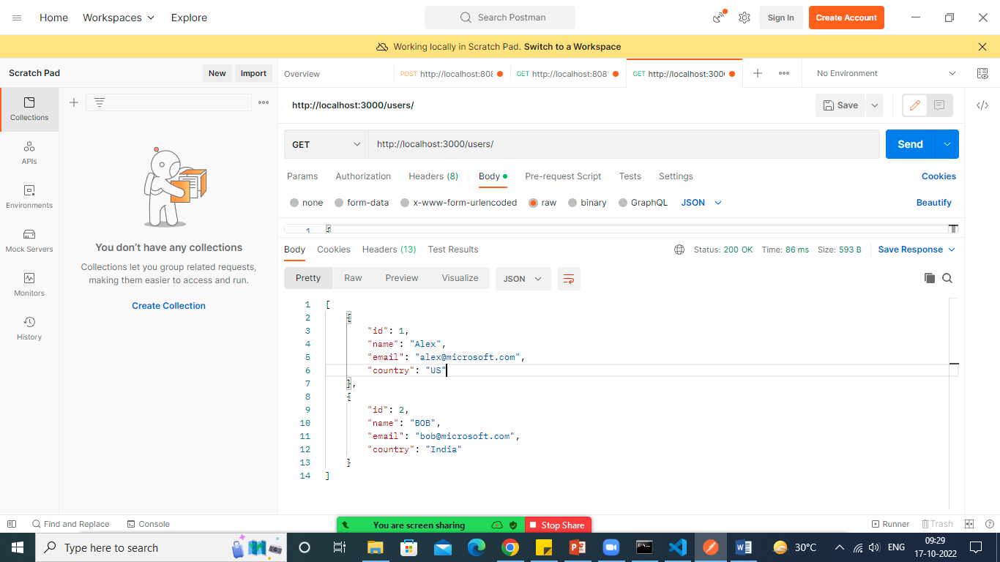 Home Workspaces Explore Search Postman Sign In Create Account
Working locally in Scratch Pad. Switch to a Workspace
Scratch Pad New Import Overview POST http://localhost:808 GET http://localhost:808 GET http://localhost:300 No Environment
Collections
APIs
Environments
Mock Servers
Monitors
History
You don't have any collections
Collections let you group related requests,
making them easier to access and run.
Create Collection
http://localhost:3000/users/ Save
GET http://localhost:3000/users/ Send
Params Authorization Headers (8) Body Pre-request Script Tests Settings Cookies
none form-data x-www-form-urlencoded raw binary GraphQL JSON Beautify
1 {
Body Cookies Headers (13) Test Results Status: 200 OK Time: 86 ms Size: 593 B Save Response
Pretty Raw Preview Visualize JSON
1 [
2 {
3 "id": 1,
4 "name": "Alex",
5 "email": "alex@microsoft.com",
6 "country": "US"
7 },
8 {
9 "id": 2,
10 "name": "BOB",
11 "email": "bob@microsoft.com",
12 "country": "India"
13 }
14 ]
Find and Replace Console You are screen sharing Stop Share Runner Trash
Type here to search 30°C ENG 09:29
17-10-2022